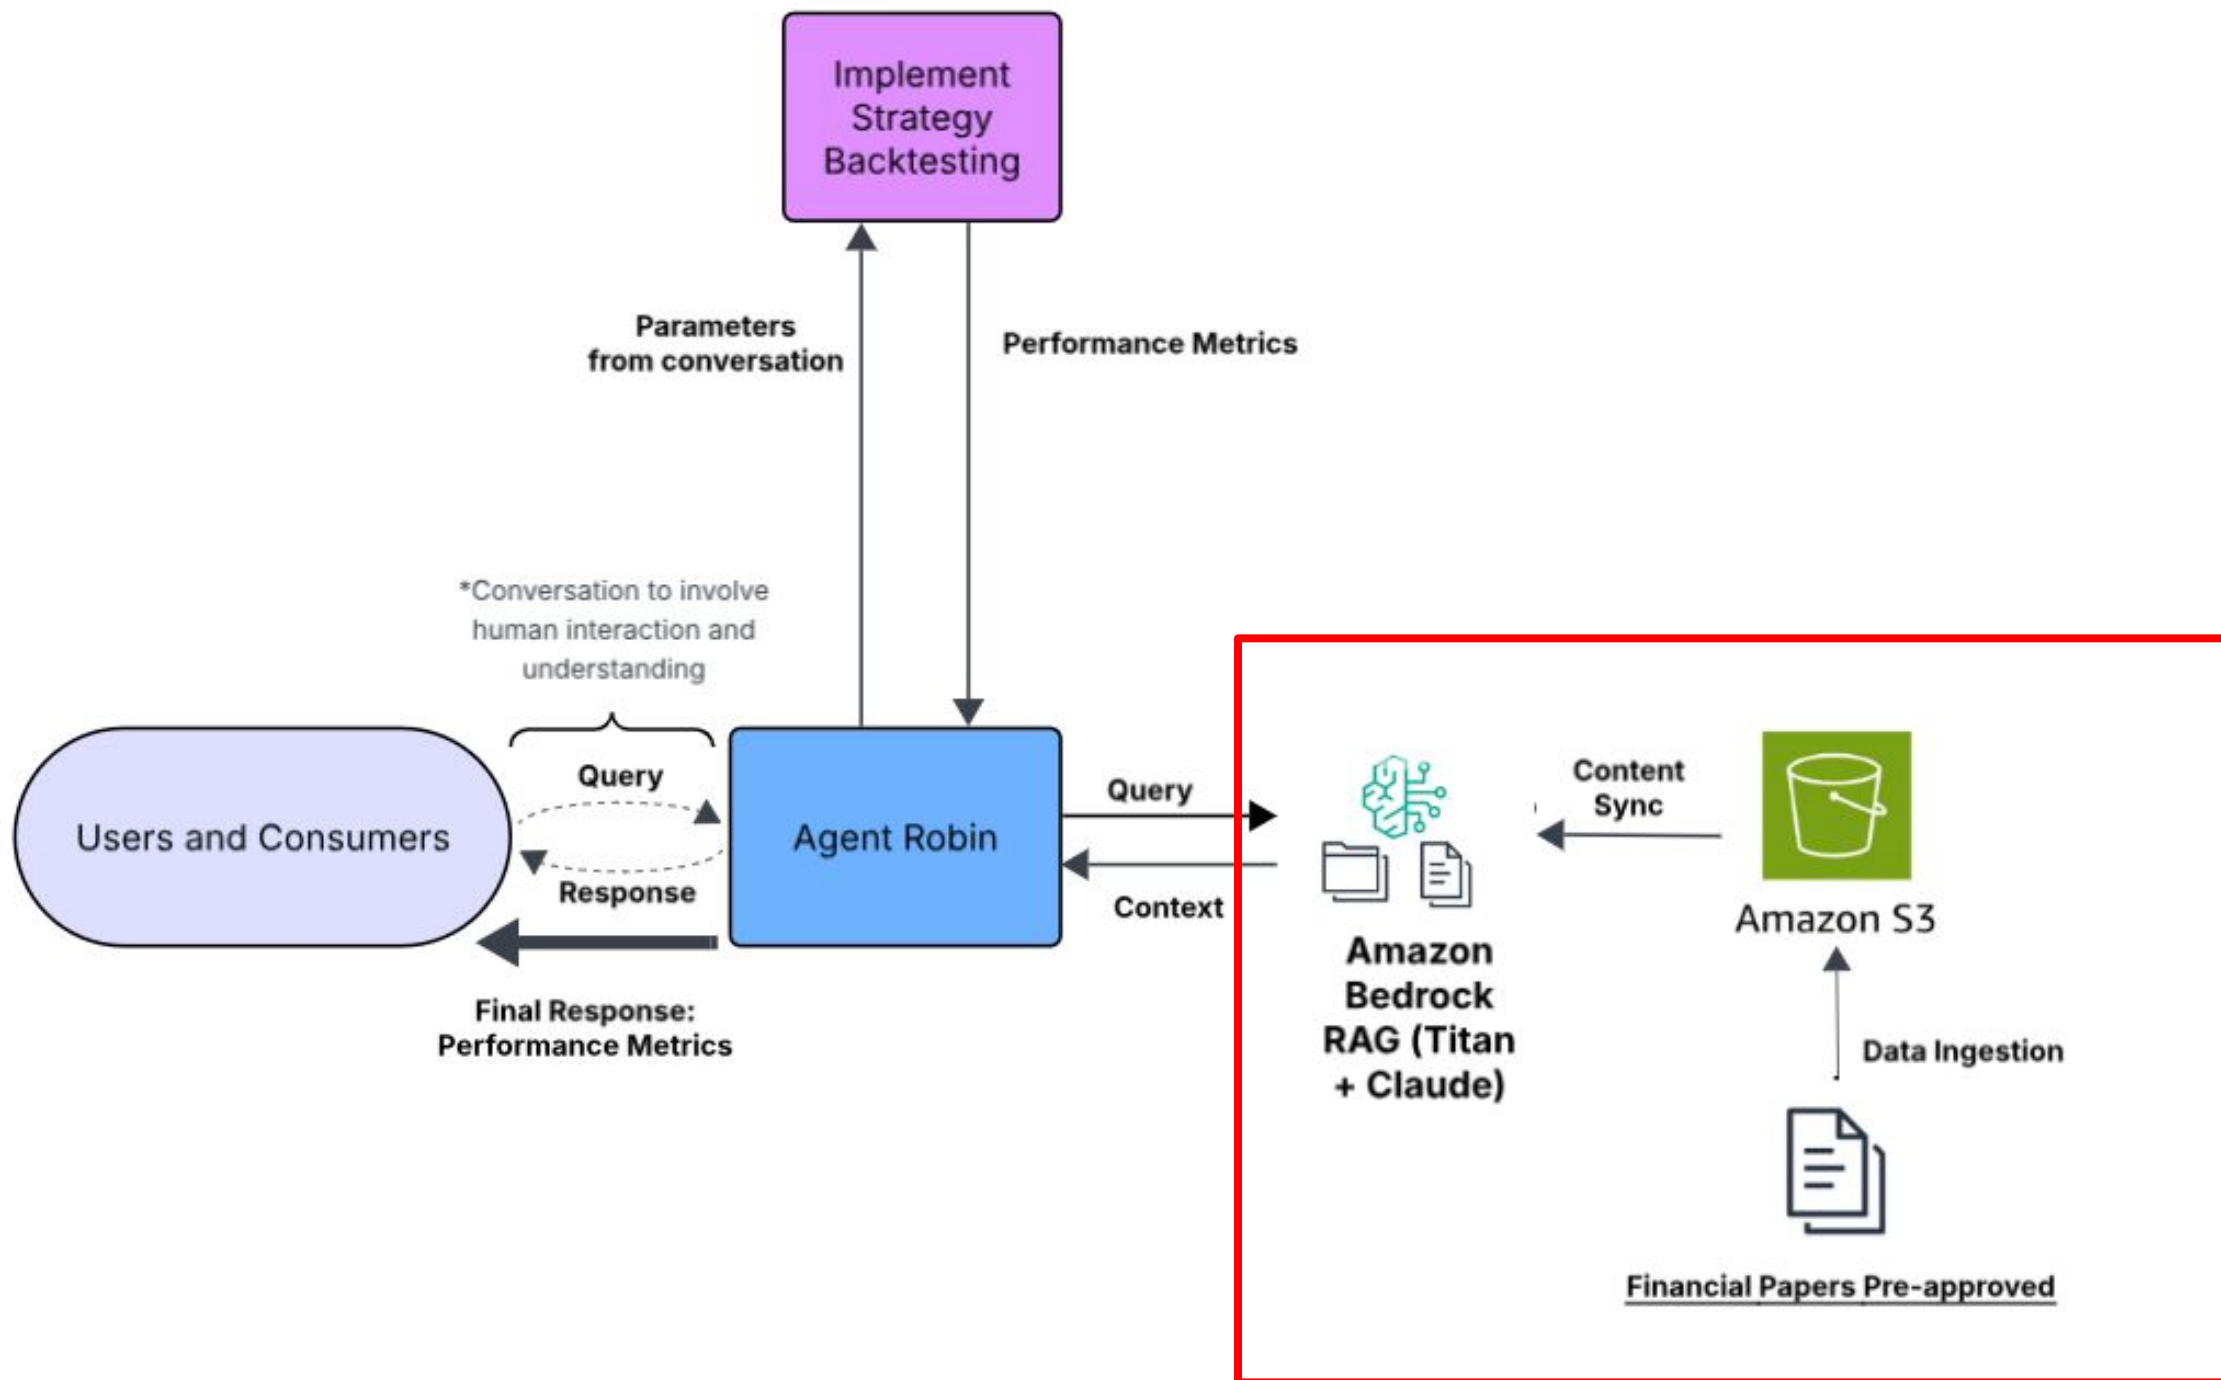 Implement
Strategy
Backtesting
Parameters
from conversation
Performance Metrics
*Conversation to involve
human interaction and
understanding
Users and Consumers
Query
Response
Final Response:
Performance Metrics
Agent Robin
Query
Context
Amazon
Bedrock
RAG (Titan
+ Claude)
Content
Sync
Amazon S3
Data Ingestion
Financial Papers Pre-approved